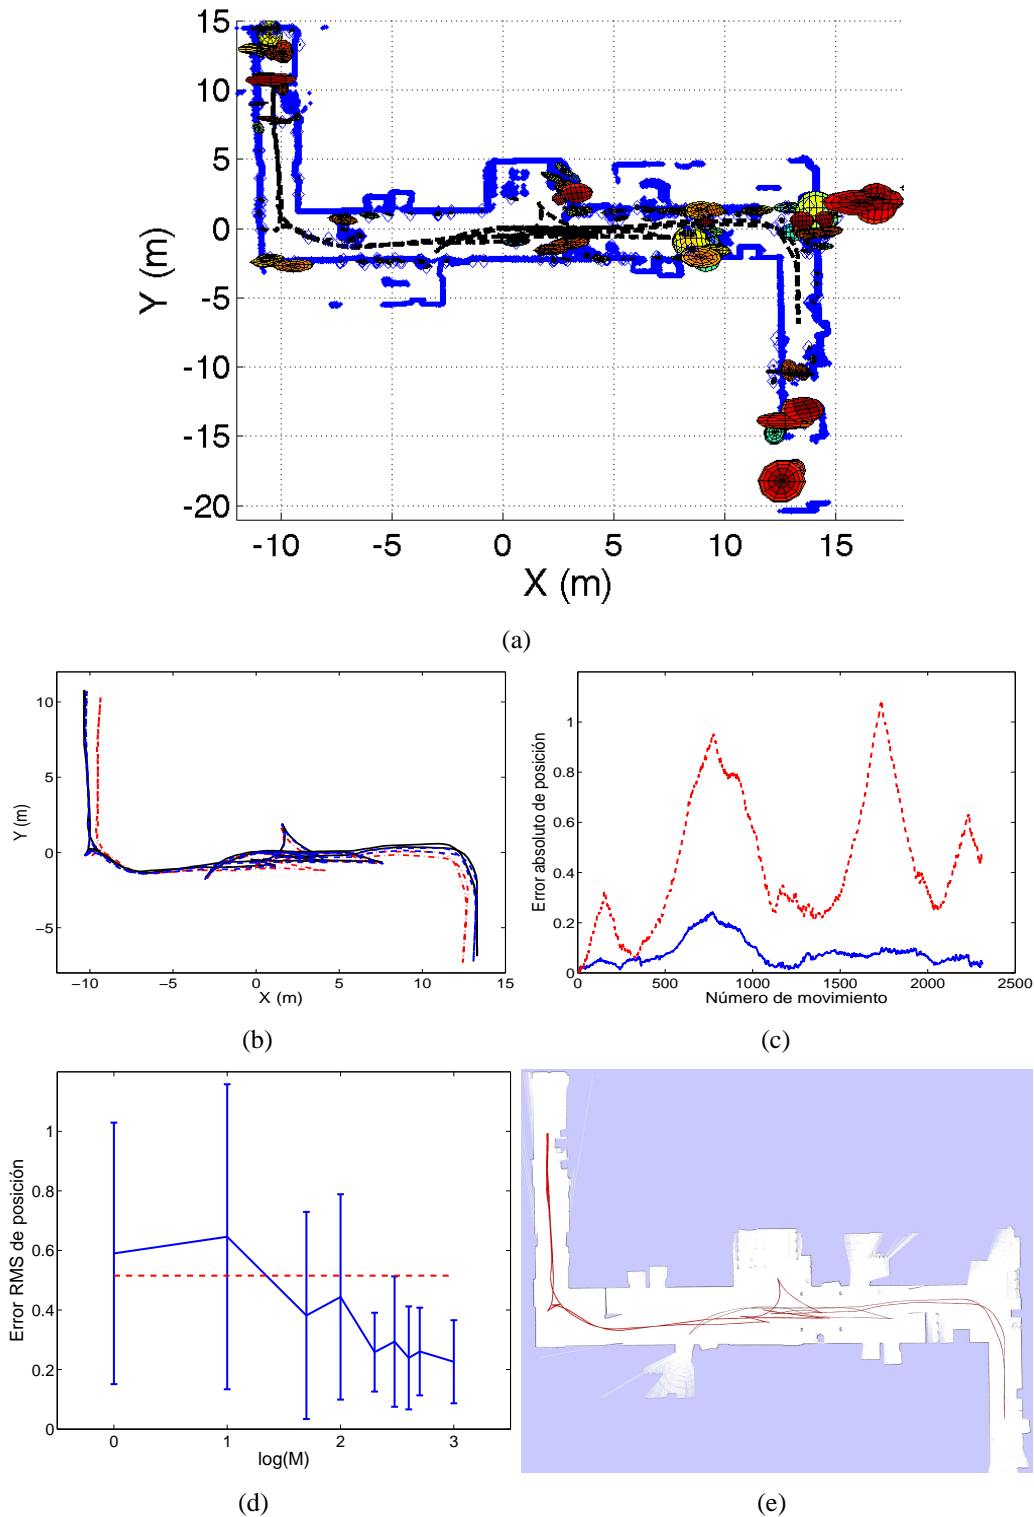 15
10
5
0
-5
-10
-15
-20
Y (m)
-10 -5 0 5 10 15
X (m)
(a)
10
5
0
−5
Y (m)
−10 −5 0 5 10 15
X (m)
(b)
1
0.8
0.6
0.4
0.2
0
Error absoluto de posición
0 500 1000 1500 2000 2500
Número de movimiento
(c)
1
0.8
0.6
0.4
0.2
0
Error RMS de posición
0 1 2 3
log(M)
(d)
(e)